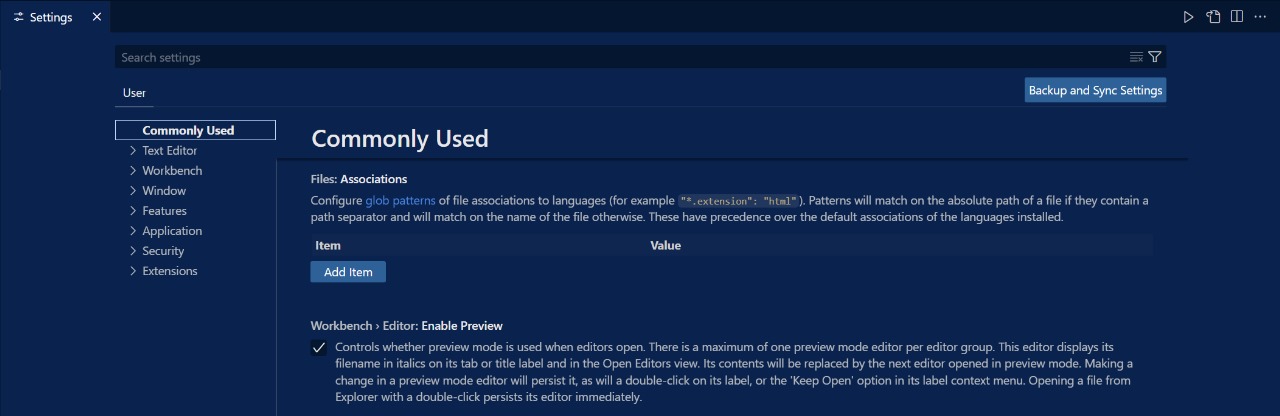 Settings
Search settings
User
Backup and Sync Settings
Commonly Used
Text Editor
Workbench
Window
Features
Application
Security
Extensions
Commonly Used
Files: Associations
Configure glob patterns of file associations to languages (for example "*.extension": "html"). Patterns will match on the absolute path of a file if they contain a
path separator and will match on the name of the file otherwise. These have precedence over the default associations of the languages installed.
Item Value
Add Item
Workbench › Editor: Enable Preview
Controls whether preview mode is used when editors open. There is a maximum of one preview mode editor per editor group. This editor displays its
filename in italics on its tab or title label and in the Open Editors view. Its contents will be replaced by the next editor opened in preview mode. Making a
change in a preview mode editor will persist it, as will a double-click on its label, or the 'Keep Open' option in its label context menu. Opening a file from
Explorer with a double-click persists its editor immediately.